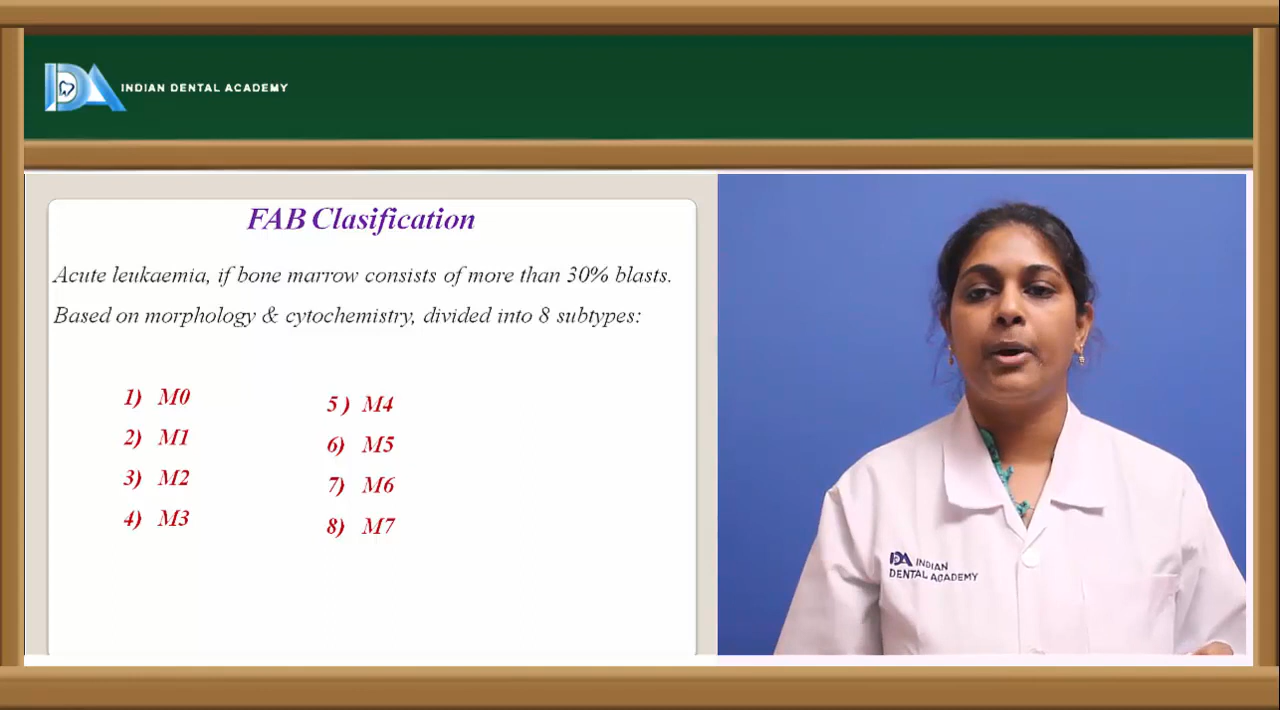 INDIAN DENTAL ACADEMY
FAB Clasification
Acute leukaemia, if bone marrow consists of more than 30% blasts.
Based on morphology & cytochemistry, divided into 8 subtypes:
1) M0
2) M1
3) M2
4) M3
5 ) M4
6) M5
7) M6
8) M7
IDA INDIAN
DENTAL ACADEMY